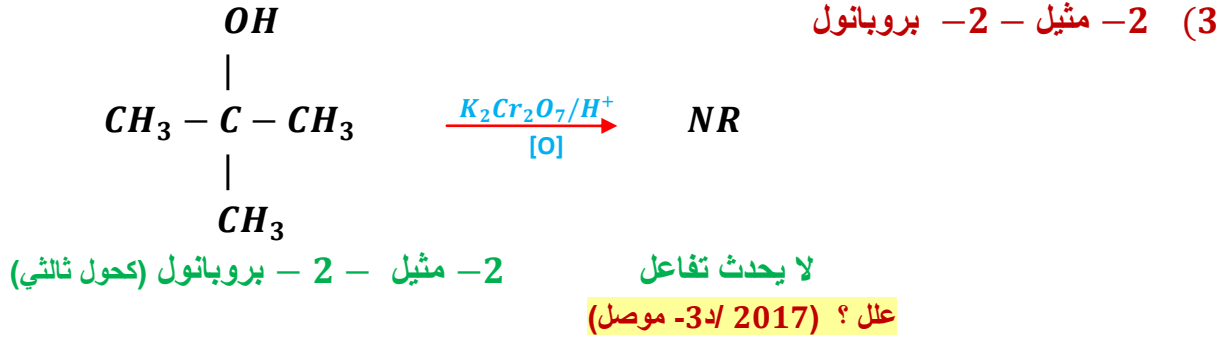 3) 2– مثيل – 2– بروبانول
OH
|
CH₃ – C – CH₃ K₂Cr₂O₇/H⁺ NR
[O]
|
CH₃
2– مثيل – 2 – بروبانول (كحول ثالثي) لا يحدث تفاعل
علل ؟ (2017 /د3- موصل)